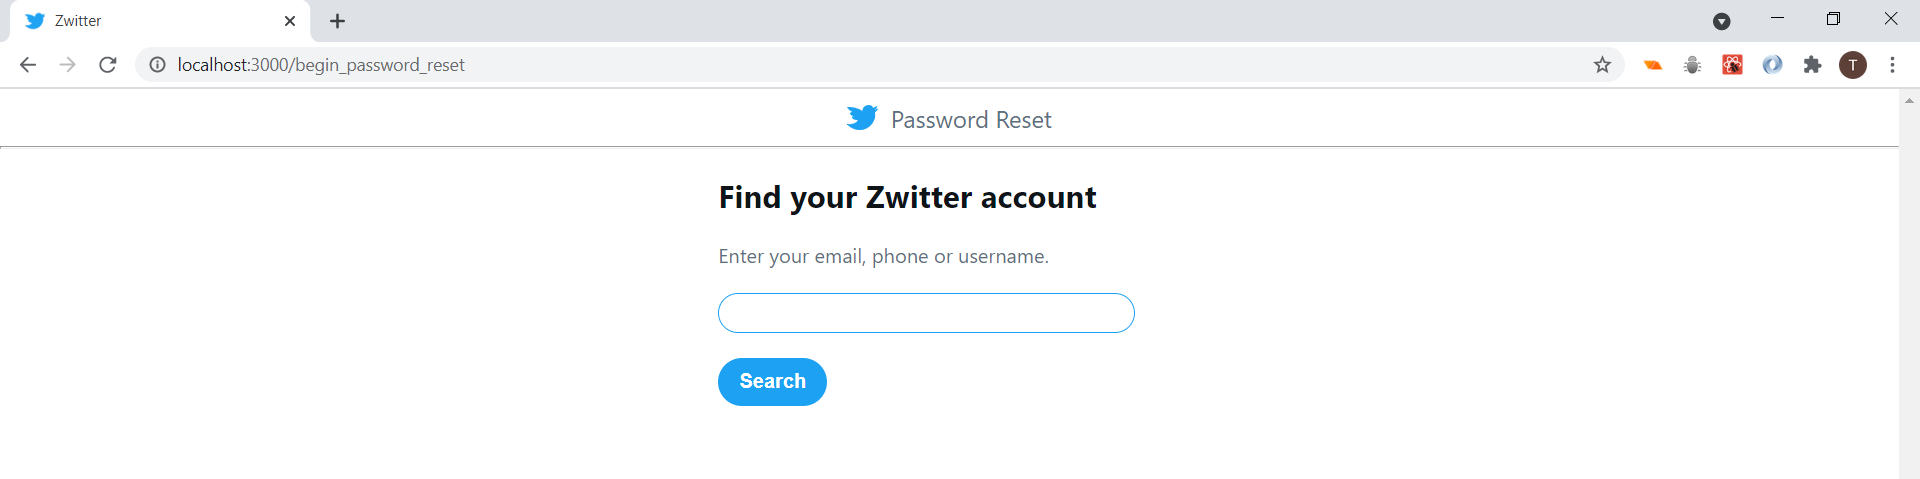 Zwitter
localhost:3000/begin_password_reset
T
Password Reset
Find your Zwitter account
Enter your email, phone or username.
Search